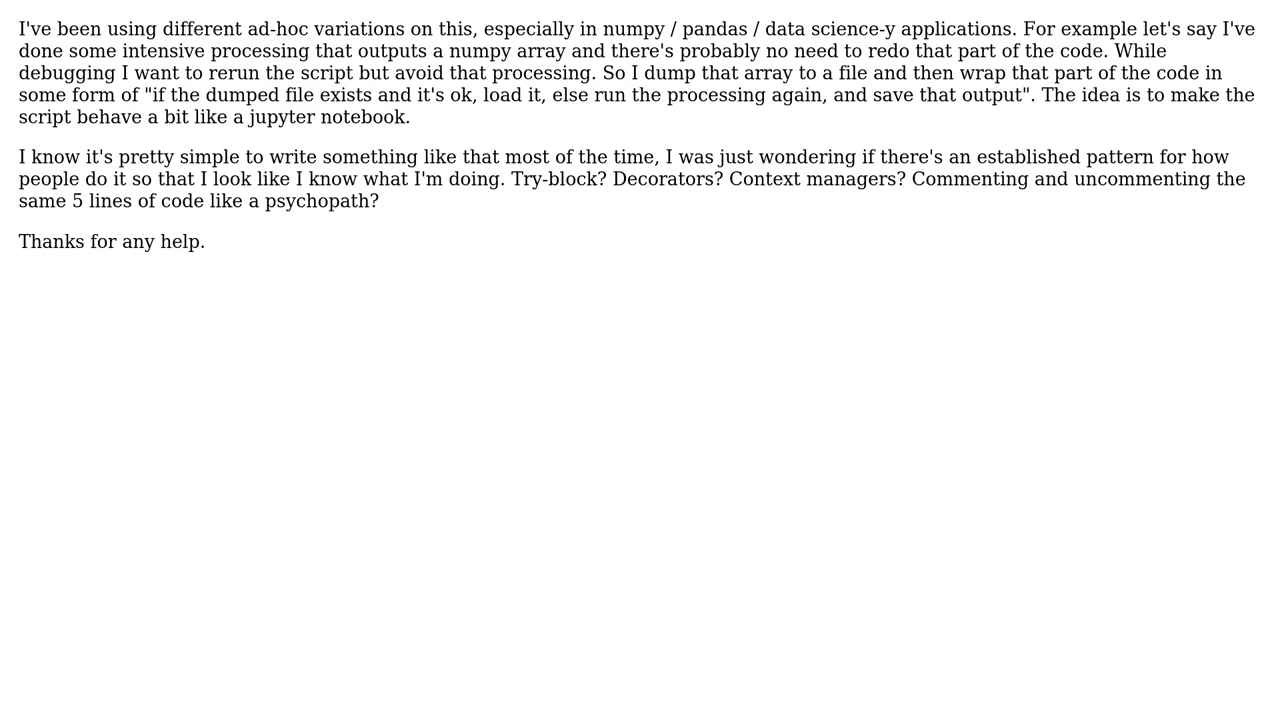 I've been using different ad-hoc variations on this, especially in numpy / pandas / data science-y applications. For example let's say I've
done some intensive processing that outputs a numpy array and there's probably no need to redo that part of the code. While
debugging I want to rerun the script but avoid that processing. So I dump that array to a file and then wrap that part of the code in
some form of "if the dumped file exists and it's ok, load it, else run the processing again, and save that output". The idea is to make the
script behave a bit like a jupyter notebook.
I know it's pretty simple to write something like that most of the time, I was just wondering if there's an established pattern for how
people do it so that I look like I know what I'm doing. Try-block? Decorators? Context managers? Commenting and uncommenting the
same 5 lines of code like a psychopath?
Thanks for any help.